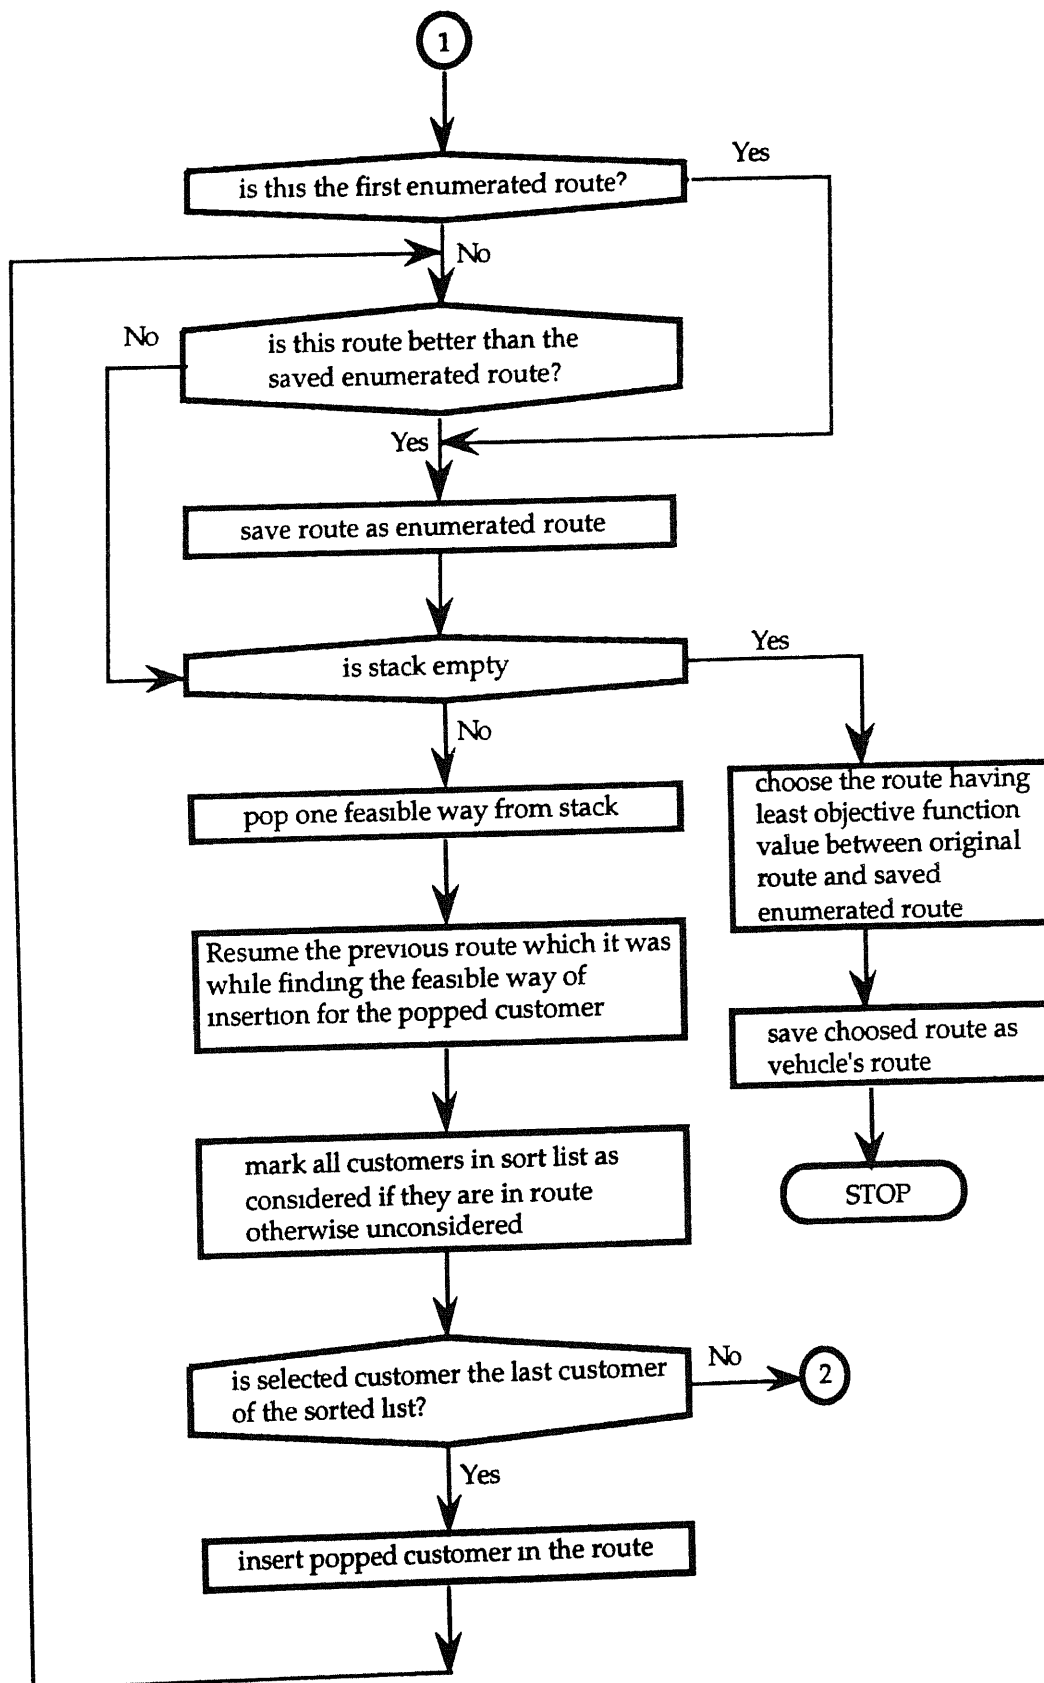 1
is this the first enumerated route?
Yes
No
is this route better than the
saved enumerated route?
No
Yes
save route as enumerated route
is stack empty
Yes
No
pop one feasible way from stack
choose the route having
least objective function
value between original
route and saved
enumerated route
Resume the previous route which it was
while finding the feasible way of
insertion for the popped customer
save choosed route as
vehicle's route
mark all customers in sort list as
considered if they are in route
otherwise unconsidered
STOP
is selected customer the last customer
of the sorted list?
No
2
Yes
insert popped customer in the route